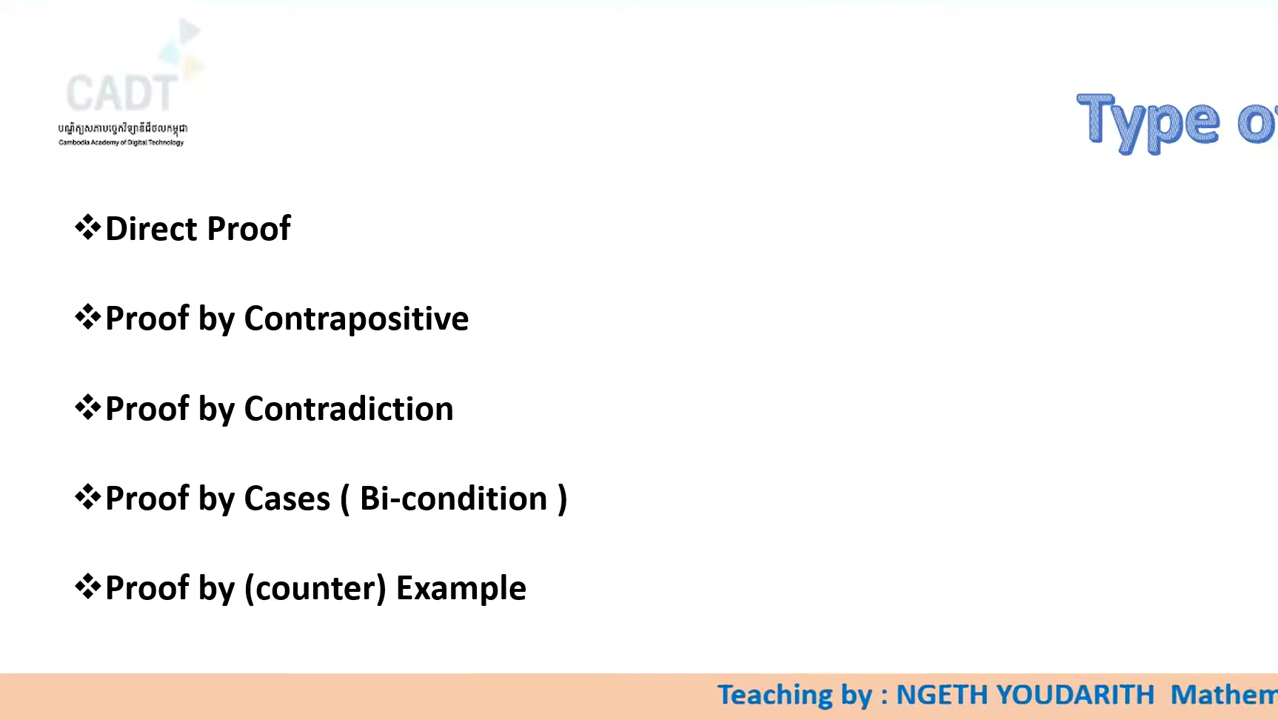 CADT
បណ្ឌិត្យសភាបច្ចេកវិទ្យាឌីជីថលកម្ពុជា
Cambodia Academy of Digital Technology
Type
❖Direct Proof
❖Proof by Contrapositive
❖Proof by Contradiction
❖Proof by Cases ( Bi-condition )
❖Proof by (counter) Example
Teaching by : NGETH YOUDARITH